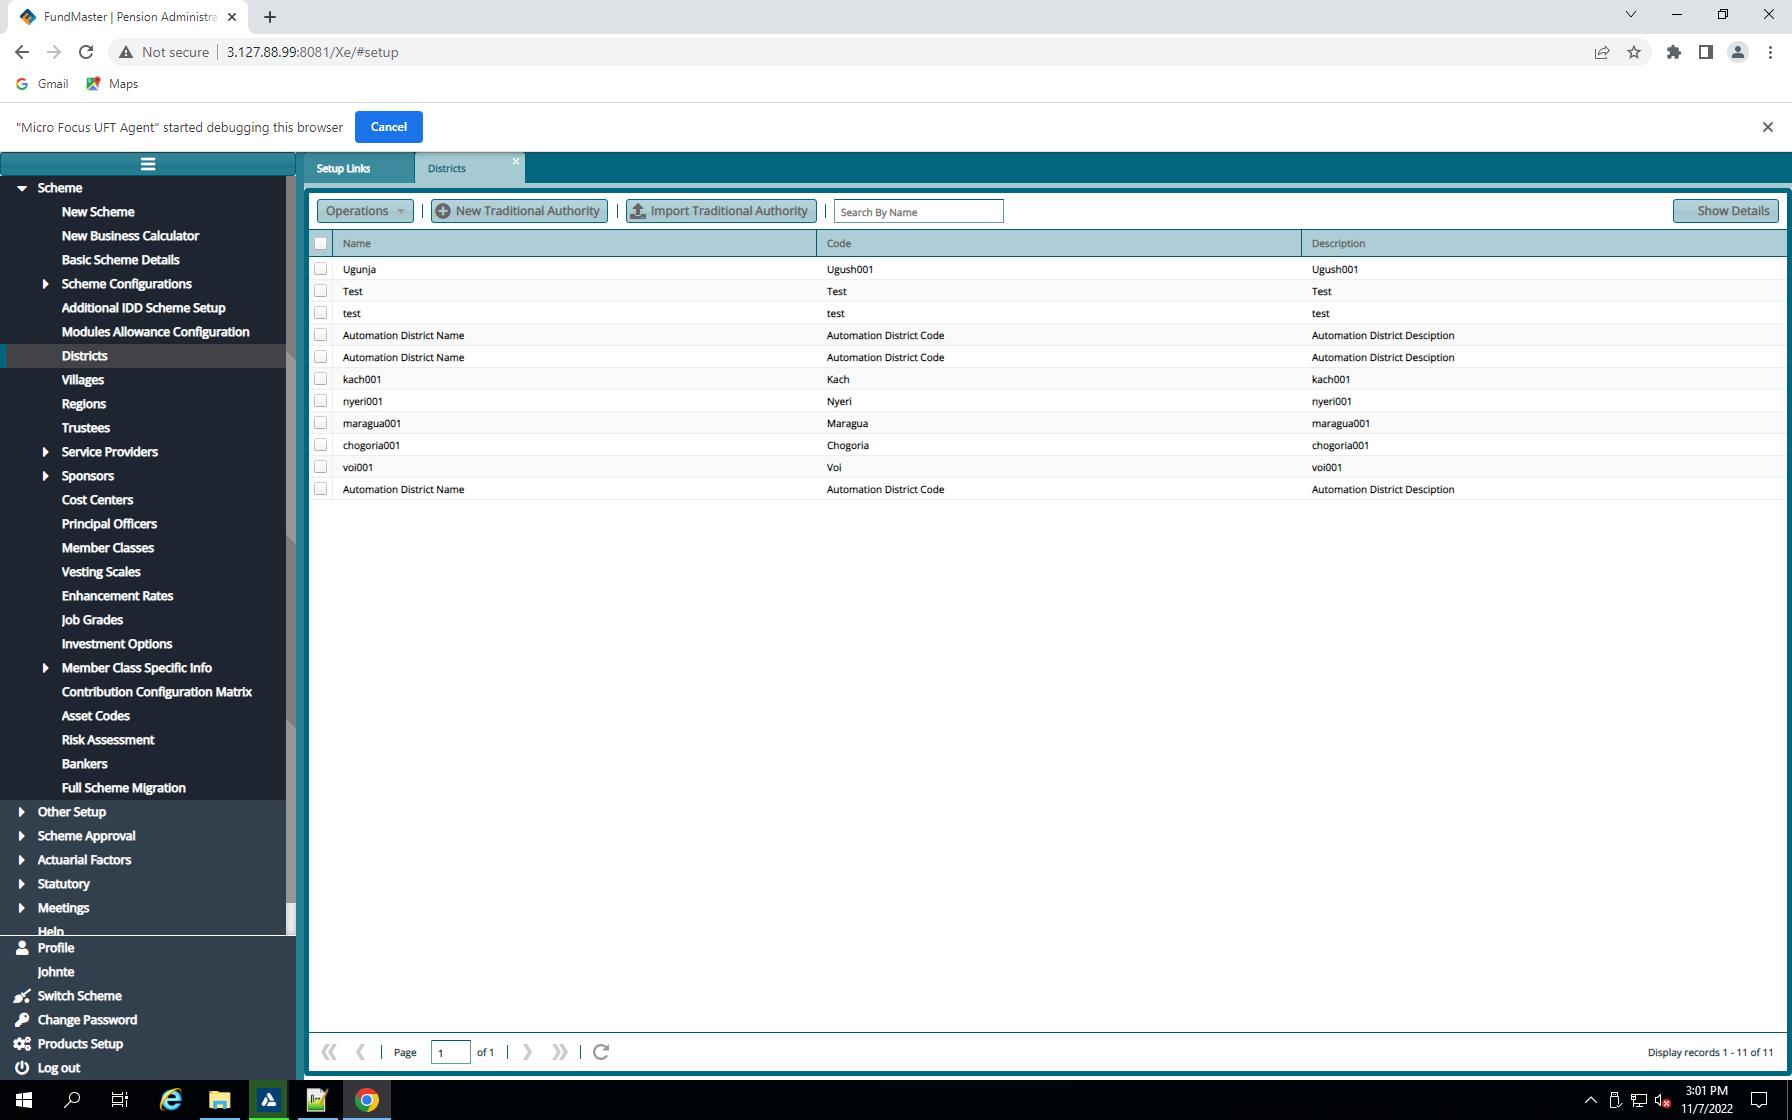 FundMaster | Pension Administra
Not secure
3.127.88.99:8081/Xe/#setup
Gmail
Maps
"Micro Focus UFT Agent" started debugging this browser
Cancel
Scheme
New Scheme
New Business Calculator
Basic Scheme Details
Scheme Configurations
Additional IDD Scheme Setup
Modules Allowance Configuration
Districts
Villages
Regions
Trustees
Service Providers
Sponsors
Cost Centers
Principal Officers
Member Classes
Vesting Scales
Enhancement Rates
Job Grades
Investment Options
Member Class Specific Info
Contribution Configuration Matrix
Asset Codes
Risk Assessment
Bankers
Full Scheme Migration
Other Setup
Scheme Approval
Actuarial Factors
Statutory
Meetings
Help
Profile
Johnte
Switch Scheme
Change Password
Products Setup
Log out
Setup Links
Districts
Operations
New Traditional Authority
Import Traditional Authority
Search By Name
Show Details
Name Code Description
Ugunja Ugush001 Ugush001
Test Test Test
test test test
Automation District Name Automation District Code Automation District Desciption
Automation District Name Automation District Code Automation District Desciption
kach001 Kach kach001
nyeri001 Nyeri nyeri001
maragua001 Maragua maragua001
chogoria001 Chogoria chogoria001
voi001 Voi voi001
Automation District Name Automation District Code Automation District Desciption
Page 1 of 1
Display records 1 - 11 of 11
3:01 PM
11/7/2022